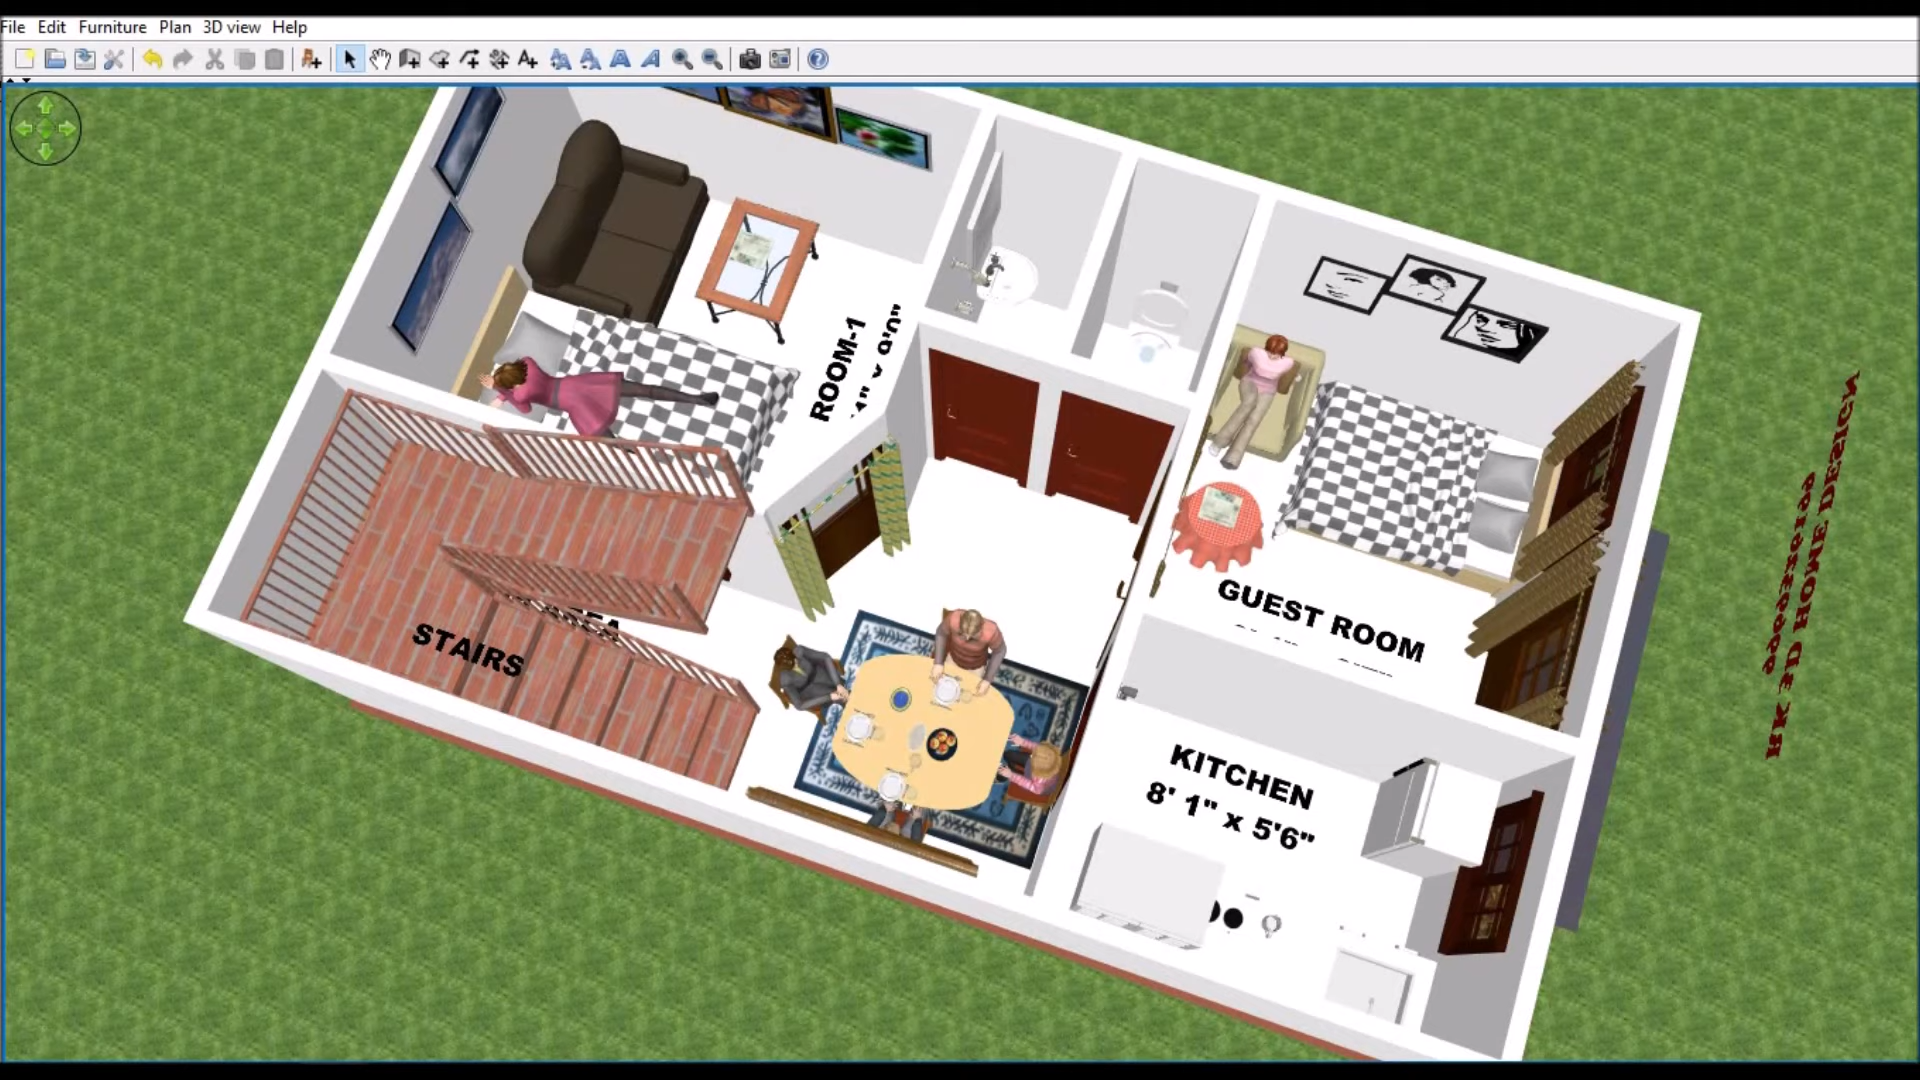 File Edit Furniture Plan 3D view Help
ROOM-1
STAIRS
GUEST ROOM
KITCHEN
8' 1" x 5'6"
HK TU HOME DESIGN